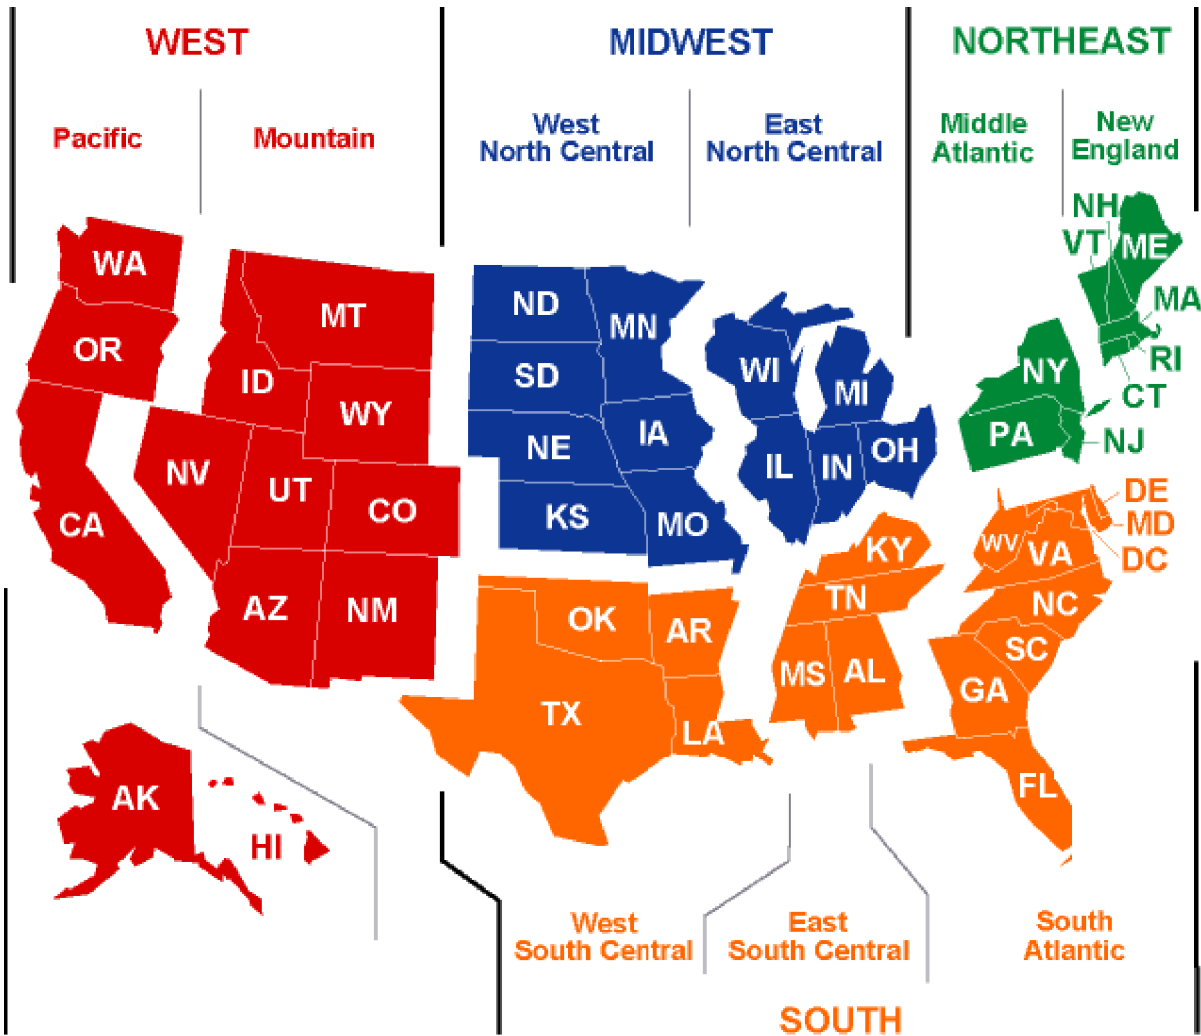 WEST
MIDWEST
NORTHEAST
Pacific
Mountain
West
North Central
East
North Central
Middle
Atlantic
New
England
WA
OR
CA
NV
ID
MT
WY
UT
CO
AZ
NM
AK
HI
ND
SD
NE
KS
MN
IA
MO
WI
MI
IL
IN
OH
NH
VT
ME
MA
RI
CT
NY
PA
NJ
OK
TX
AR
LA
KY
TN
MS
AL
DE
MD
DC
WV
VA
NC
SC
GA
FL
West
South Central
East
South Central
South
Atlantic
SOUTH